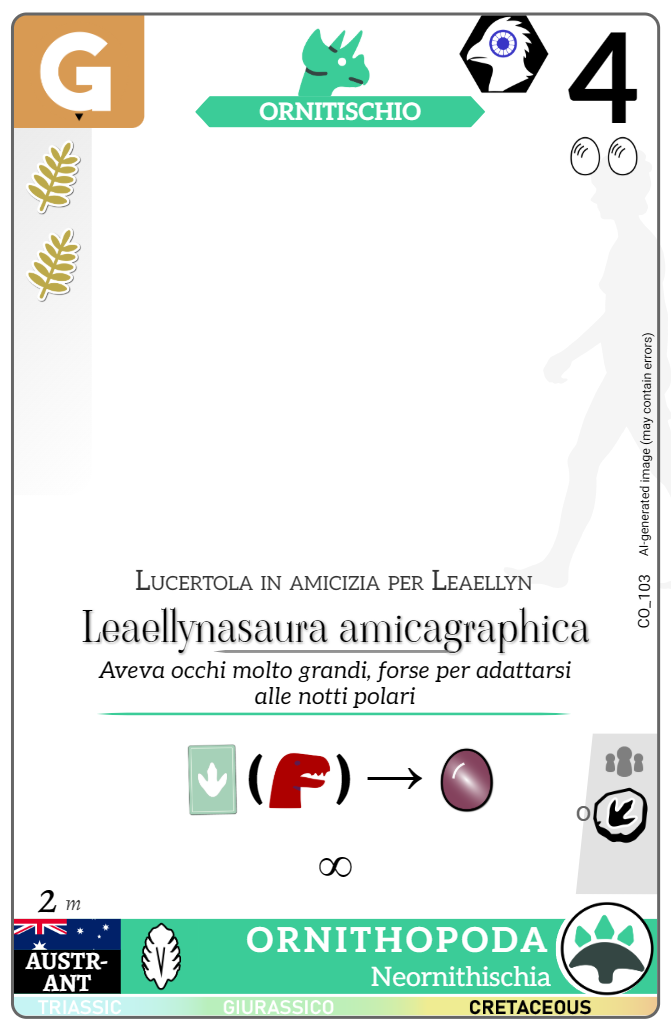 G
ORNITISCHIO
4
AI-generated image (may contain errors)
CO_103
Lucertola in amicizia per Leaellyn
Leaellynasaura amicagraphica
Aveva occhi molto grandi, forse per adattarsi
alle notti polari
( ) →
∞
o
2 m
AUSTR-
ANT
ORNITHOPODA
Neornithischia
TRIASSIC GIURASSICO CRETACEOUS